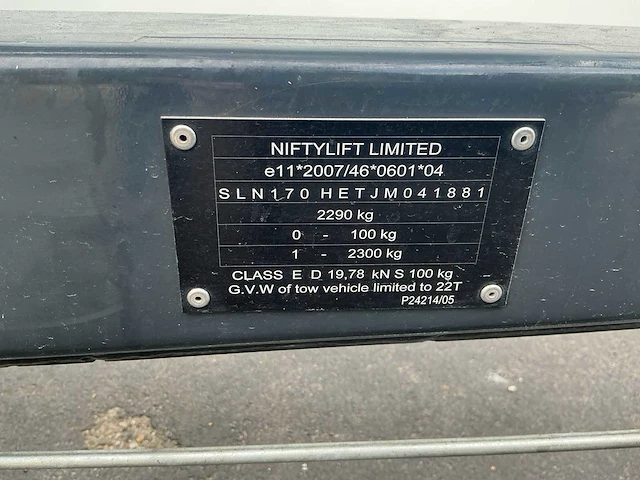 NIFTYLIFT LIMITED
e11*2007/46*0601*04
SLN170HETJM041881
2290 kg
0 - 100 kg
1 - 2300 kg
CLASS E D 19,78 kN S 100 kg
G.V.W of tow vehicle limited to 22T
P24214/05